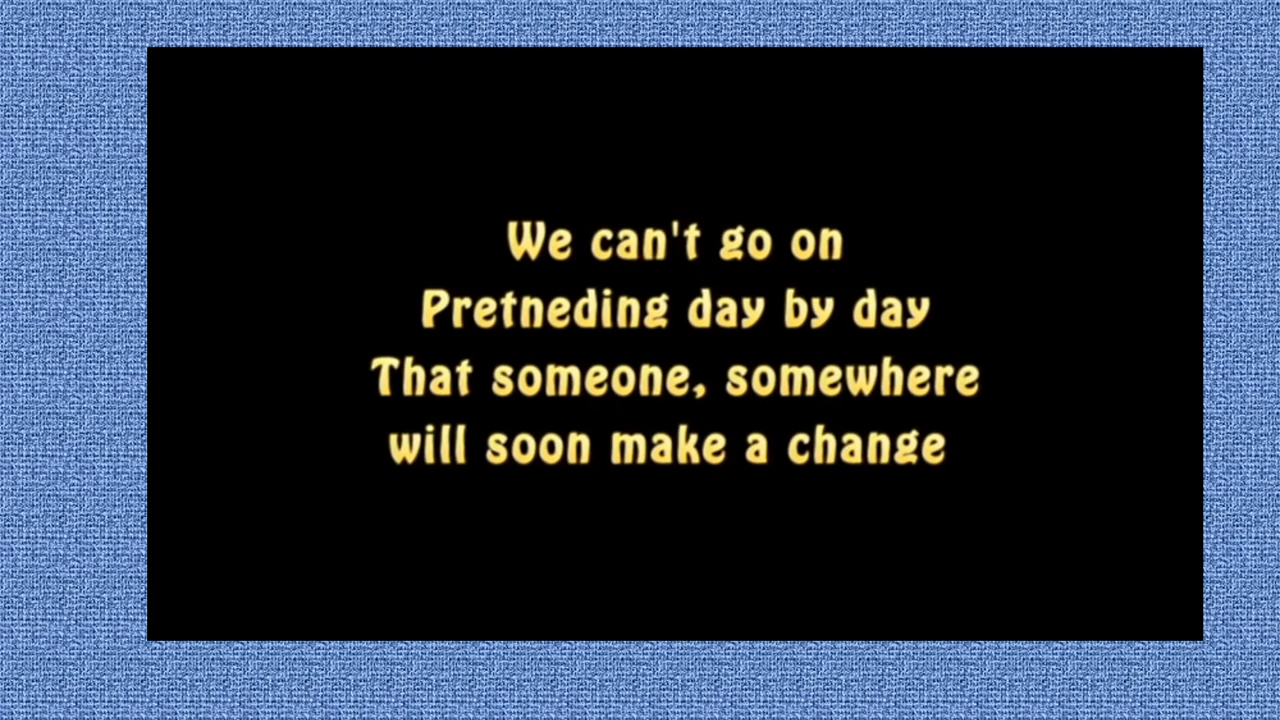 We can't go on
Pretneding day by day
That someone, somewhere
will soon make a change